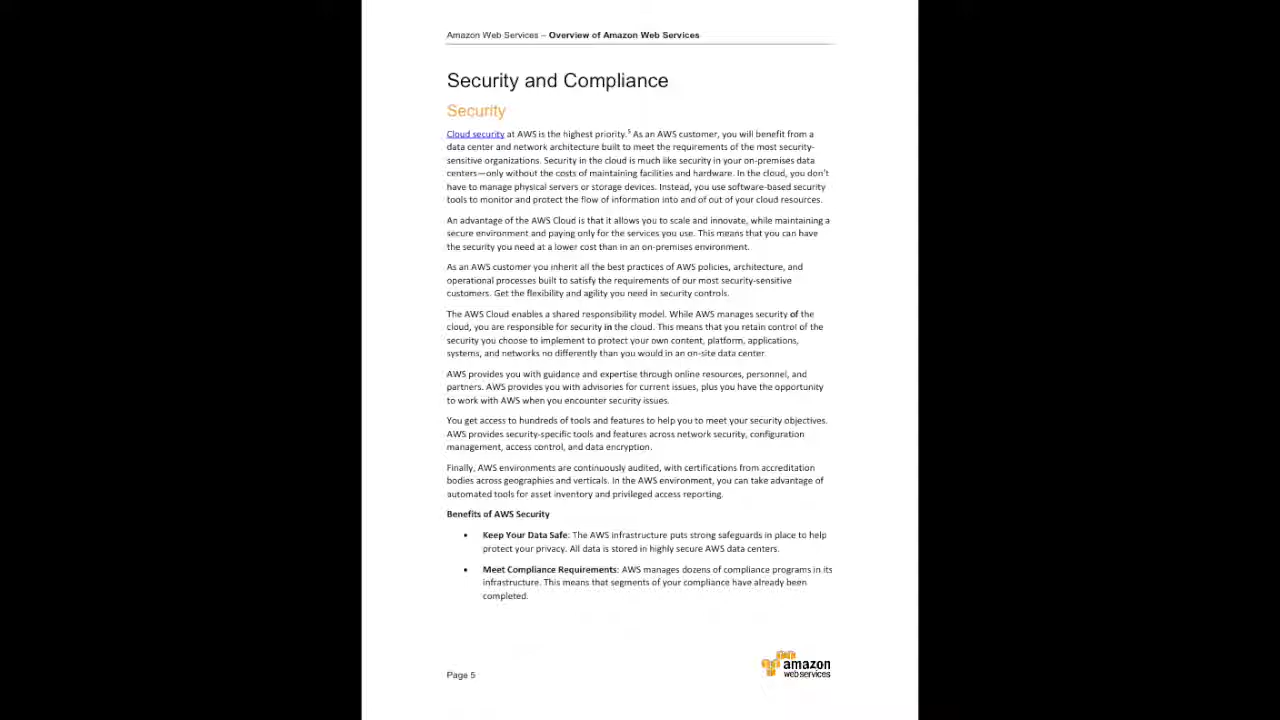 Amazon Web Services – Overview of Amazon Web Services
Security and Compliance
Security
Cloud security at AWS is the highest priority.5 As an AWS customer, you will benefit from a
data center and network architecture built to meet the requirements of the most security-
sensitive organizations. Security in the cloud is much like security in your on-premises data
centers—only without the costs of maintaining facilities and hardware. In the cloud, you don't
have to manage physical servers or storage devices. Instead, you use software-based security
tools to monitor and protect the flow of information into and of out of your cloud resources.
An advantage of the AWS Cloud is that it allows you to scale and innovate, while maintaining a
secure environment and paying only for the services you use. This means that you can have
the security you need at a lower cost than in an on-premises environment.
As an AWS customer you inherit all the best practices of AWS policies, architecture, and
operational processes built to satisfy the requirements of our most security-sensitive
customers. Get the flexibility and agility you need in security controls.
The AWS Cloud enables a shared responsibility model. While AWS manages security of the
cloud, you are responsible for security in the cloud. This means that you retain control of the
security you choose to implement to protect your own content, platform, applications,
systems, and networks no differently than you would in an on-site data center.
AWS provides you with guidance and expertise through online resources, personnel, and
partners. AWS provides you with advisories for current issues, plus you have the opportunity
to work with AWS when you encounter security issues.
You get access to hundreds of tools and features to help you to meet your security objectives.
AWS provides security-specific tools and features across network security, configuration
management, access control, and data encryption.
Finally, AWS environments are continuously audited, with certifications from accreditation
bodies across geographies and verticals. In the AWS environment, you can take advantage of
automated tools for asset inventory and privileged access reporting.
Benefits of AWS Security
• Keep Your Data Safe: The AWS infrastructure puts strong safeguards in place to help
protect your privacy. All data is stored in highly secure AWS data centers.
• Meet Compliance Requirements: AWS manages dozens of compliance programs in its
infrastructure. This means that segments of your compliance have already been
completed.
Page 5
amazon
web services